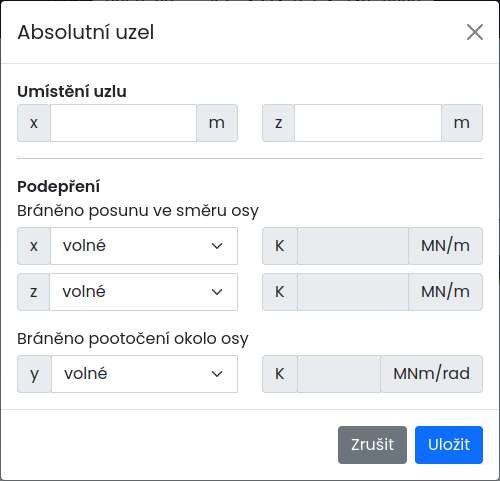 Absolutní uzel
Umístění uzlu
x m z m
Podepření
Bráněno posunu ve směru osy
x volné K MN/m
z volné K MN/m
Bráněno pootočení okolo osy
y volné K MNm/rad
Zrušit Uložit